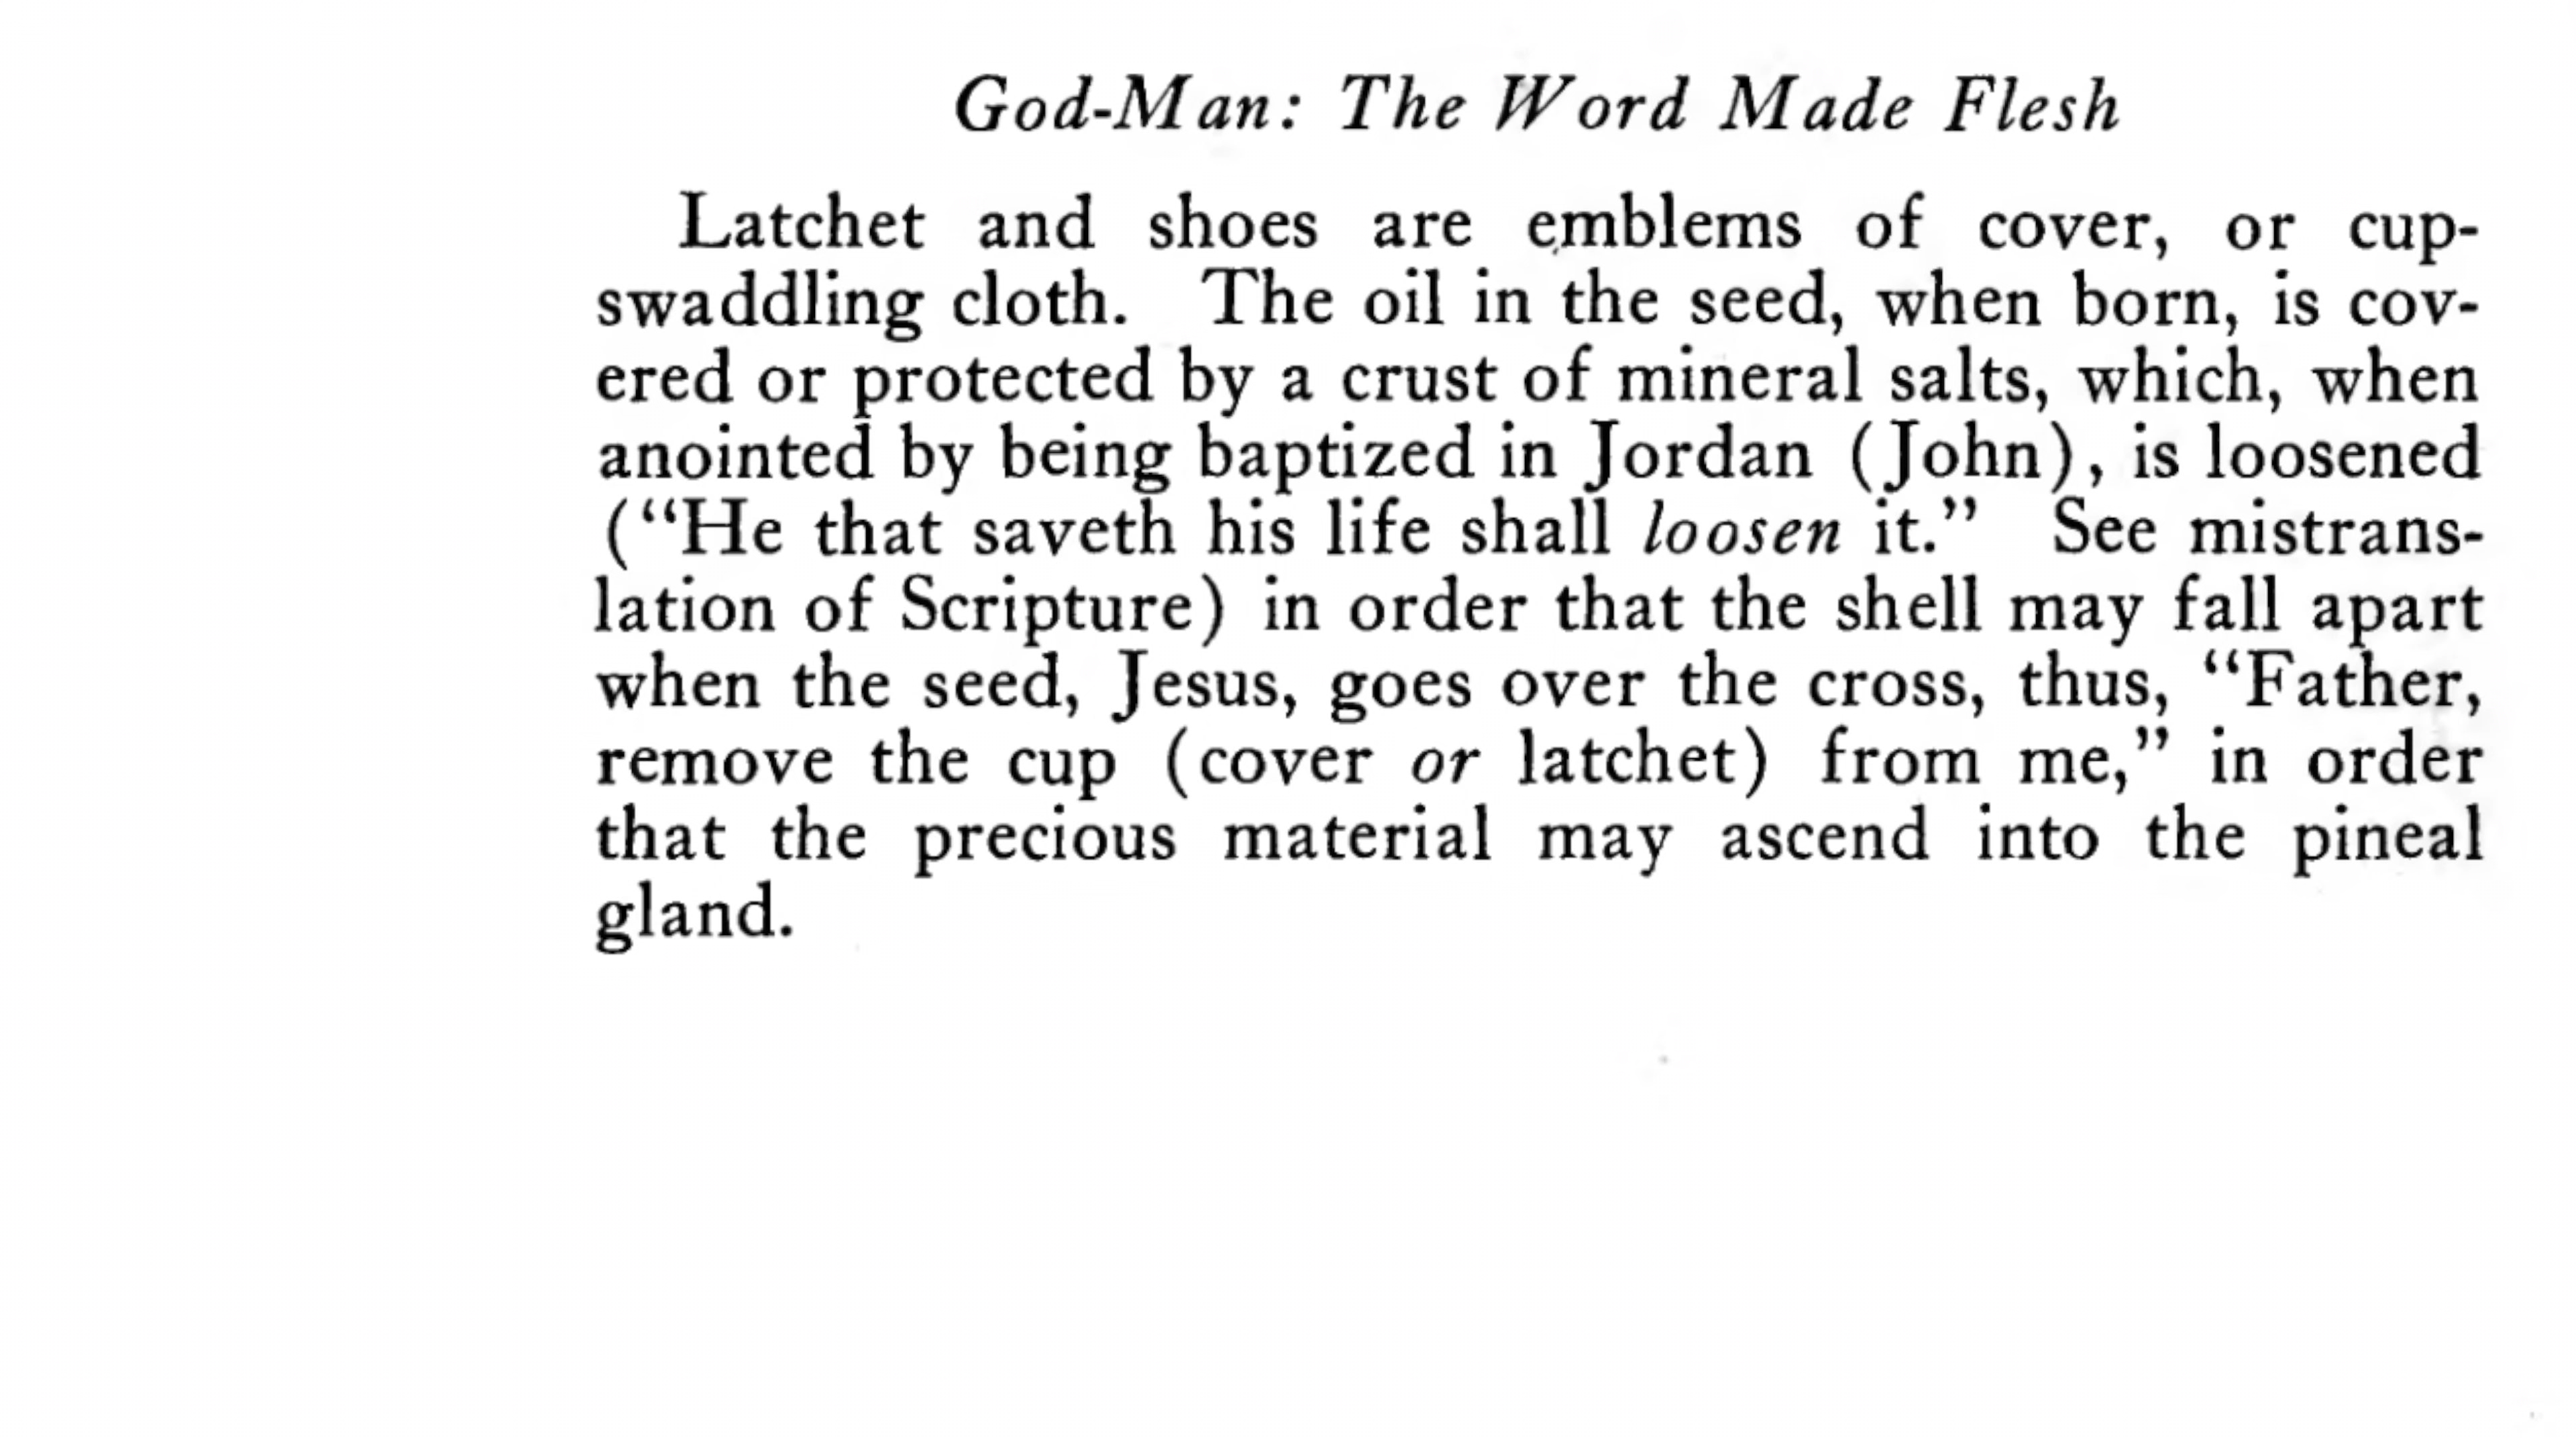 God-Man: The Word Made Flesh
Latchet and shoes are emblems of cover, or cup-
swaddling cloth. The oil in the seed, when born, is cov-
ered or protected by a crust of mineral salts, which, when
anointed by being baptized in Jordan (John), is loosened
(“He that saveth his life shall loosen it.” See mistrans-
lation of Scripture) in order that the shell may fall apart
when the seed, Jesus, goes over the cross, thus, “Father,
remove the cup (cover or latchet) from me,” in order
that the precious material may ascend into the pineal
gland.